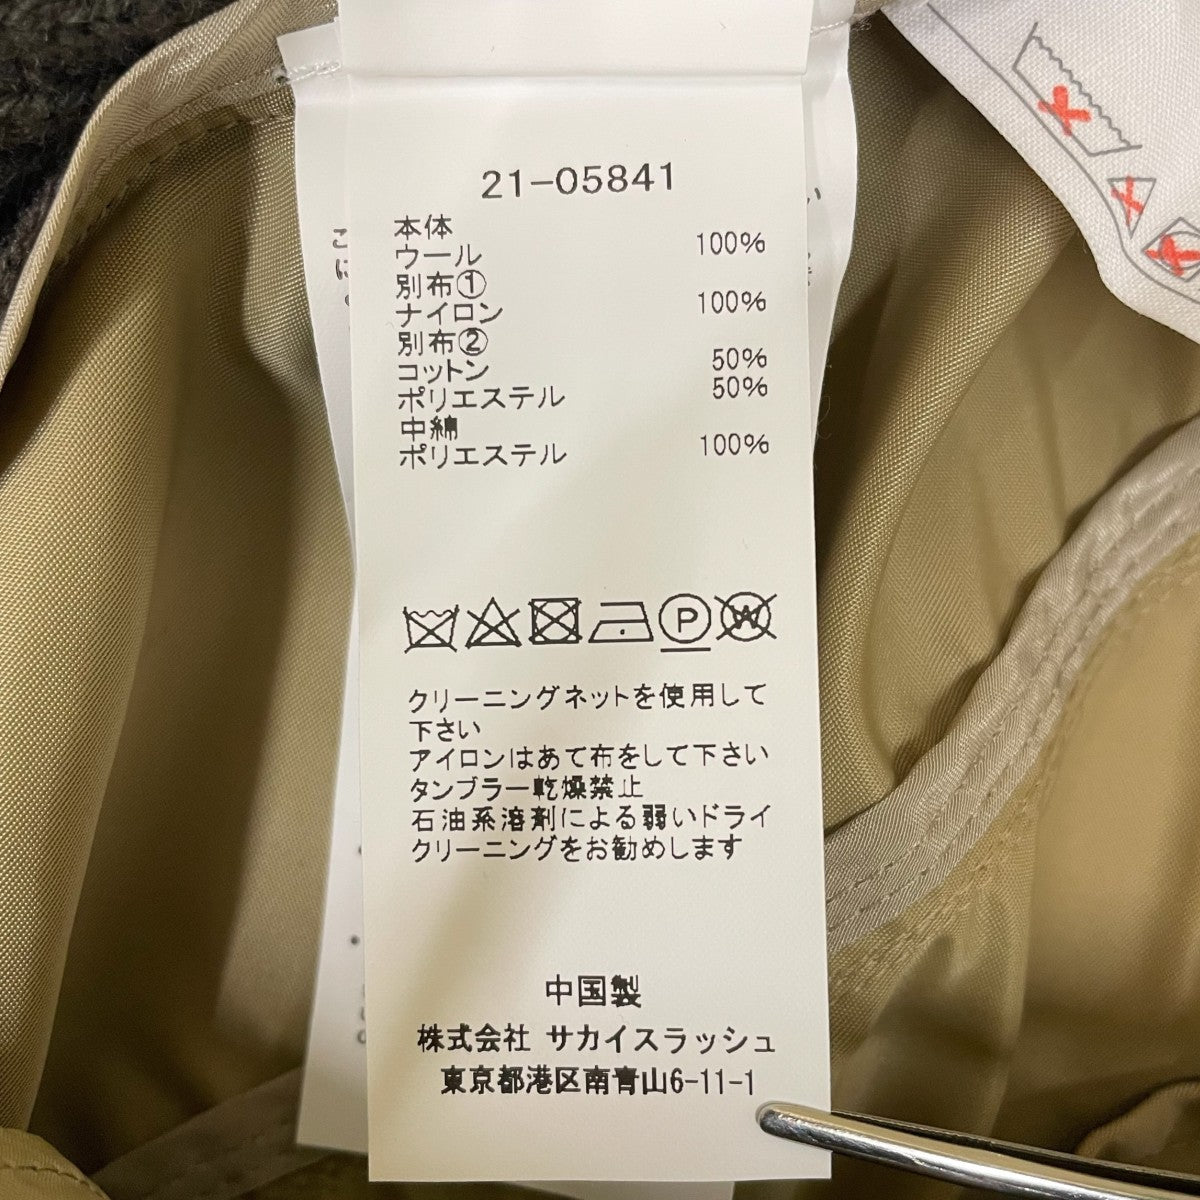 21-05841
本体
ウール 100%
別布①
ナイロン 100%
別布②
コットン 50%
ポリエステル 50%
中綿
ポリエステル 100%
P W
クリーニングネットを使用して
下さい
アイロンはあて布をして下さい
タンブラー乾燥禁止
石油系溶剤による弱いドライ
クリーニングをお勧めします
中国製
株式会社 サカイスラッシュ
東京都港区南青山6-11-1